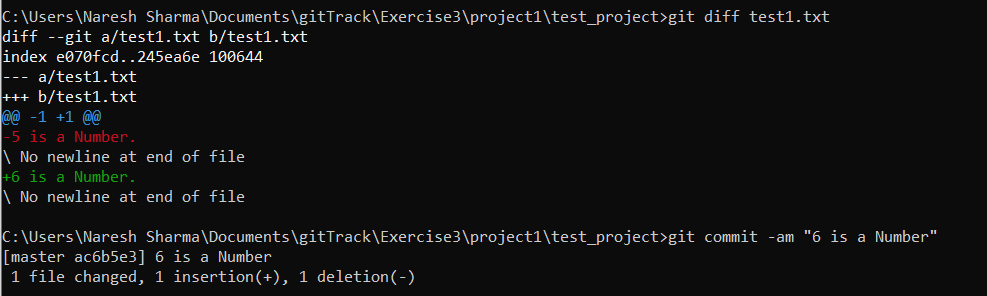 C:\Users\Naresh Sharma\Documents\gitTrack\Exercise3\project1\test_project>git diff test1.txt
diff --git a/test1.txt b/test1.txt
index e070fcd..245ea6e 100644
--- a/test1.txt
+++ b/test1.txt
@@ -1 +1 @@
-5 is a Number.
\ No newline at end of file
+6 is a Number.
\ No newline at end of file
C:\Users\Naresh Sharma\Documents\gitTrack\Exercise3\project1\test_project>git commit -am "6 is a Number"
[master ac6b5e3] 6 is a Number
 1 file changed, 1 insertion(+), 1 deletion(-)